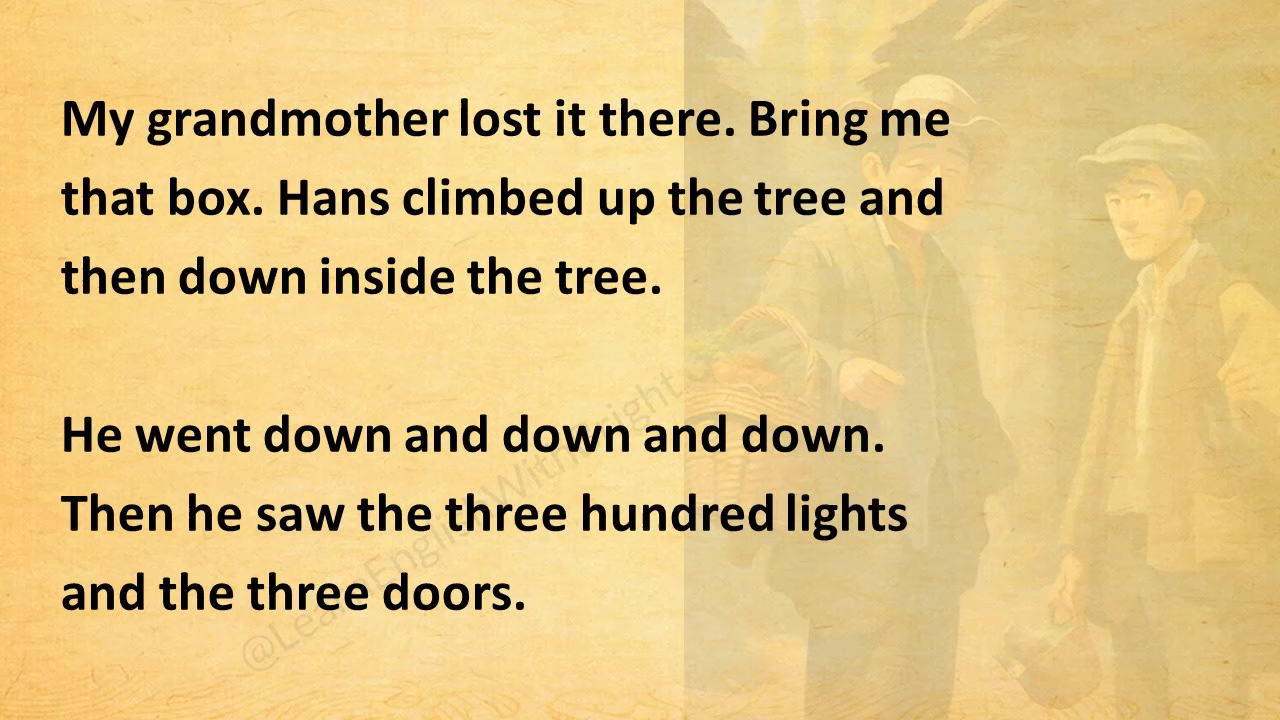 My grandmother lost it there. Bring me
that box. Hans climbed up the tree and
then down inside the tree.
He went down and down and down.
Then he saw the three hundred lights
and the three doors.